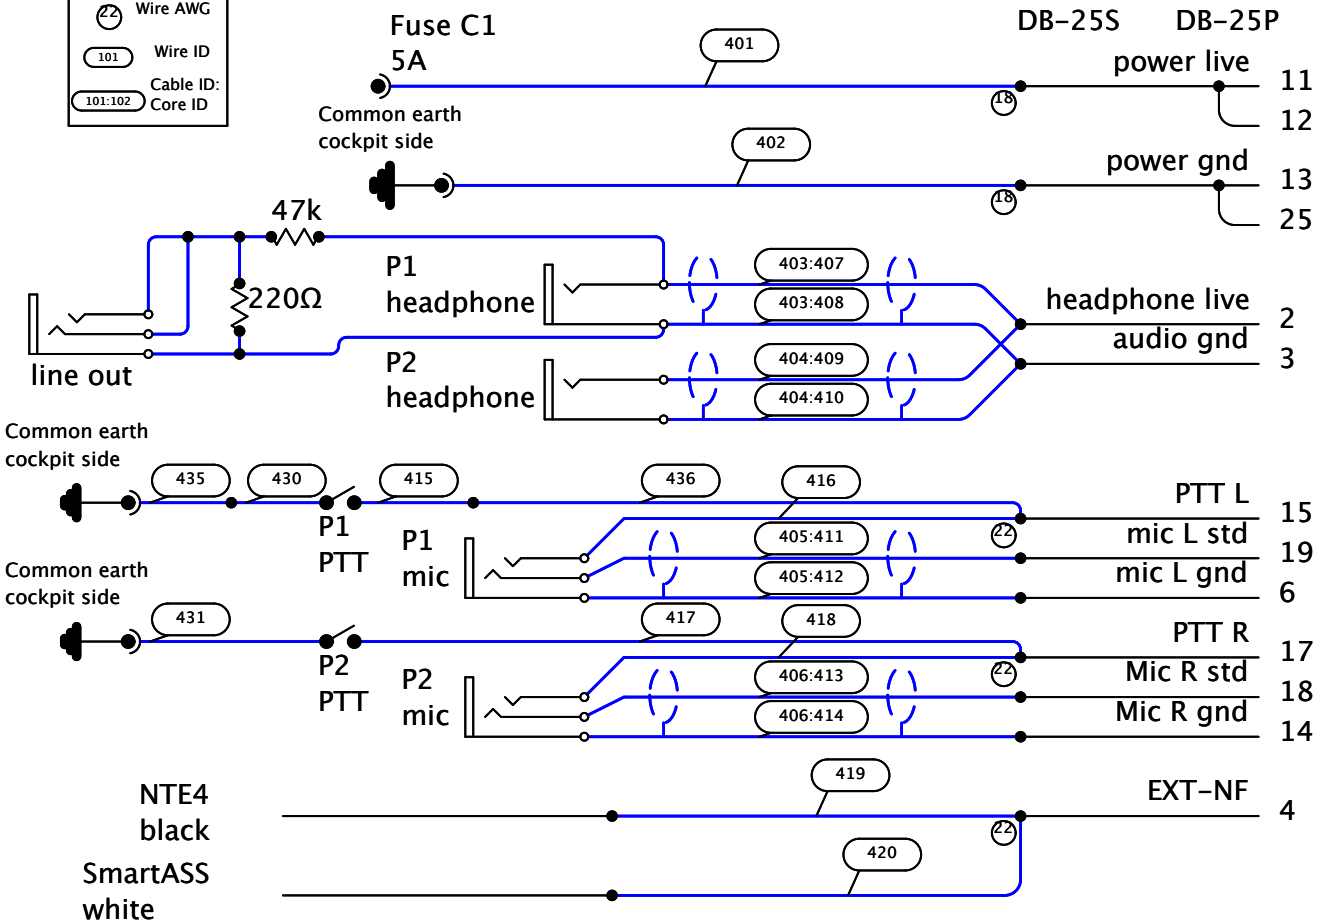 22 Wire AWG
101 Wire ID
101:102 Cable ID:
Core ID
Fuse C1
5A
401
DB-25S DB-25P
power live
11
18
12
Common earth
cockpit side
402
power gnd
13
18
25
47k
220Ω
line out
P1
headphone
403:407
403:408
headphone live
2
audio gnd
3
P2
headphone
404:409
404:410
Common earth
cockpit side
435
430
415
436
416
PTT L
15
22
P1
PTT
P1
mic
405:411
405:412
mic L std
19
mic L gnd
6
Common earth
cockpit side
431
417
418
PTT R
17
22
P2
PTT
P2
mic
406:413
406:414
Mic R std
18
Mic R gnd
14
NTE4
black
419
EXT-NF
4
22
SmartASS
white
420